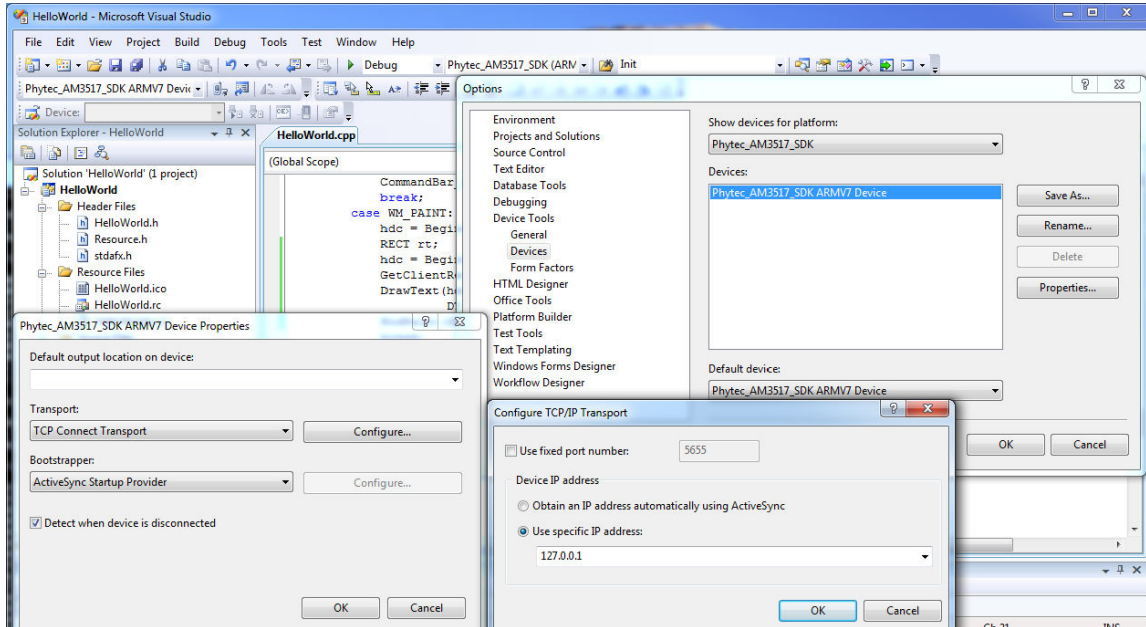 HelloWorld - Microsoft Visual Studio
File Edit View Project Build Debug Tools Test Window Help
Debug Phytec_AM3517_SDK (ARM Init
Phytec_AM3517_SDK ARMV7 Devic
Device:
Solution Explorer - HelloWorld
Solution 'HelloWorld' (1 project)
HelloWorld
Header Files
HelloWorld.h
Resource.h
stdafx.h
Resource Files
HelloWorld.ico
HelloWorld.rc
HelloWorld.cpp
(Global Scope)
CommandBar_
break;
case WM_PAINT:
hdc = Begin
RECT rt;
hdc = Begin
GetClientRe
DrawText(hd
DT
Options
Environment
Projects and Solutions
Source Control
Text Editor
Database Tools
Debugging
Device Tools
General
Devices
Form Factors
HTML Designer
Office Tools
Platform Builder
Test Tools
Text Templating
Windows Forms Designer
Workflow Designer
Show devices for platform:
Phytec_AM3517_SDK
Devices:
Phytec_AM3517_SDK ARMV7 Device
Save As...
Rename...
Delete
Properties...
Default device:
Phytec_AM3517_SDK ARMV7 Device
OK Cancel
Phytec_AM3517_SDK ARMV7 Device Properties
Default output location on device:
Transport:
TCP Connect Transport Configure...
Bootstrapper:
ActiveSync Startup Provider Configure...
Detect when device is disconnected
OK Cancel
Configure TCP/IP Transport
Use fixed port number: 5655
Device IP address
Obtain an IP address automatically using ActiveSync
Use specific IP address:
127.0.0.1
OK Cancel